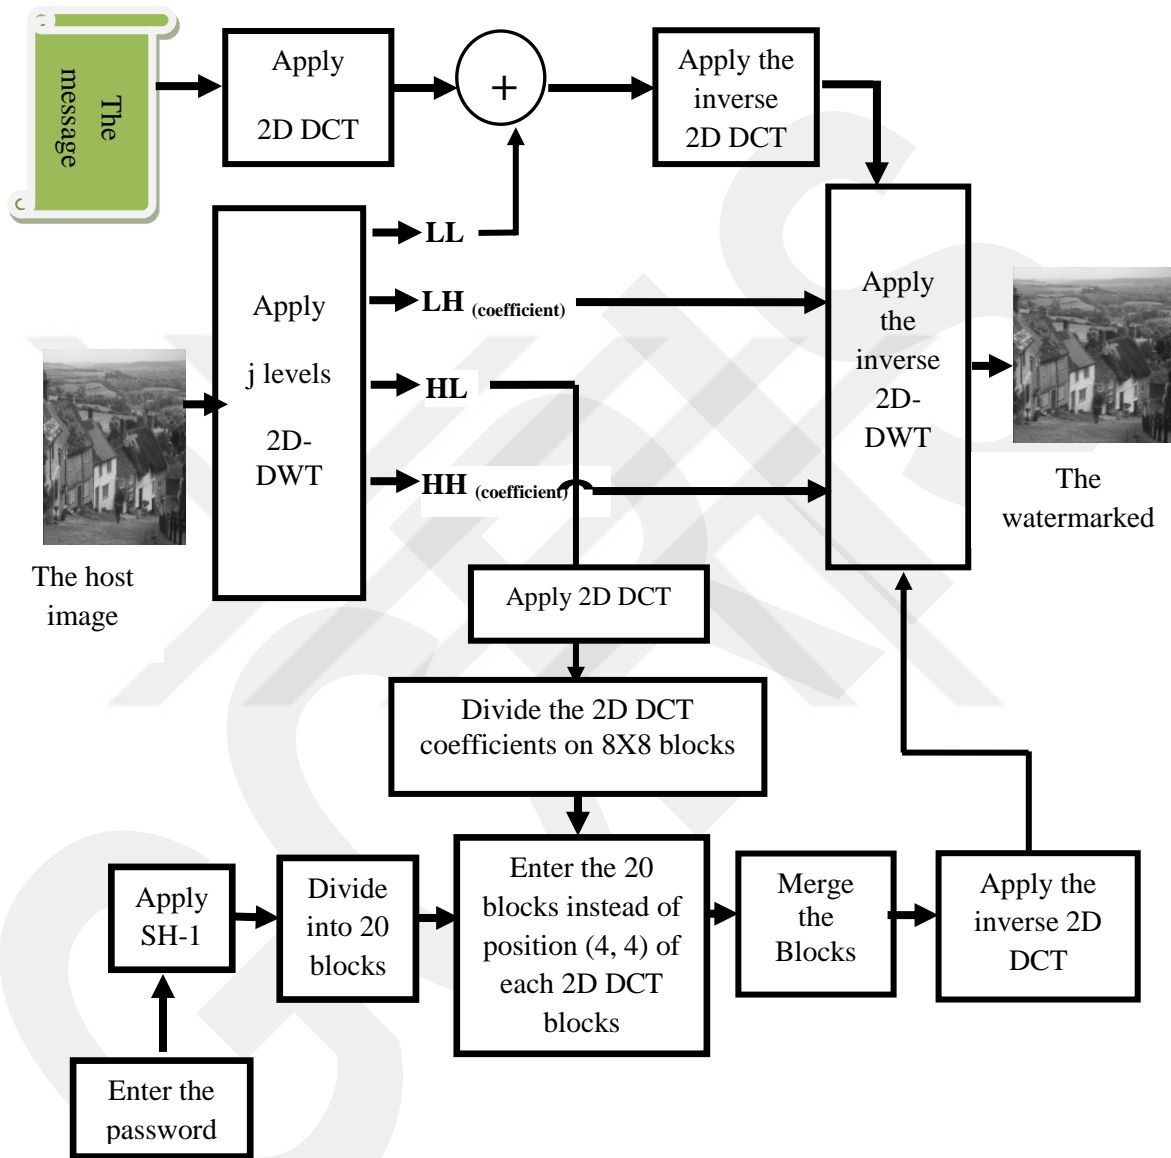 The
message
Apply
2D DCT
+
Apply the
inverse
2D DCT
LL
LH (coefficient)
HL
HH (coefficient)
Apply
j levels
2D-
DWT
Apply
the
inverse
2D-
DWT
The host
image
The
watermarked
Apply 2D DCT
Divide the 2D DCT
coefficients on 8X8 blocks
Apply
SH-1
Divide
into 20
blocks
Enter the 20
blocks instead of
position (4, 4) of
each 2D DCT
blocks
Merge
the
Blocks
Apply the
inverse 2D
DCT
Enter the
password